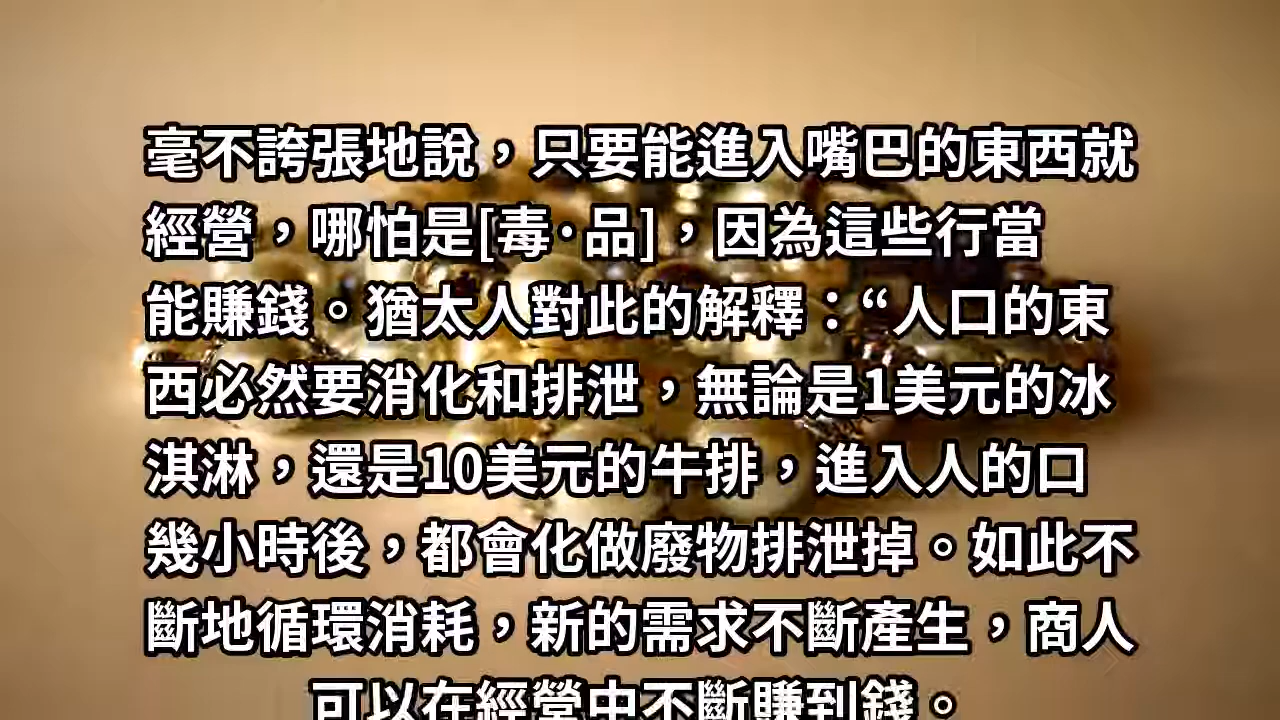 毫不誇張地說，只要能進入嘴巴的東西就
經營，哪怕是[毒·品]，因為這些行當
能賺錢。猶太人對此的解釋：“人口的東
西必然要消化和排泄，無論是1美元的冰
淇淋，還是10美元的牛排，進入人的口
幾小時後，都會化做廢物排泄掉。如此不
斷地循環消耗，新的需求不斷產生，商人
可以在經營中不斷賺到錢。